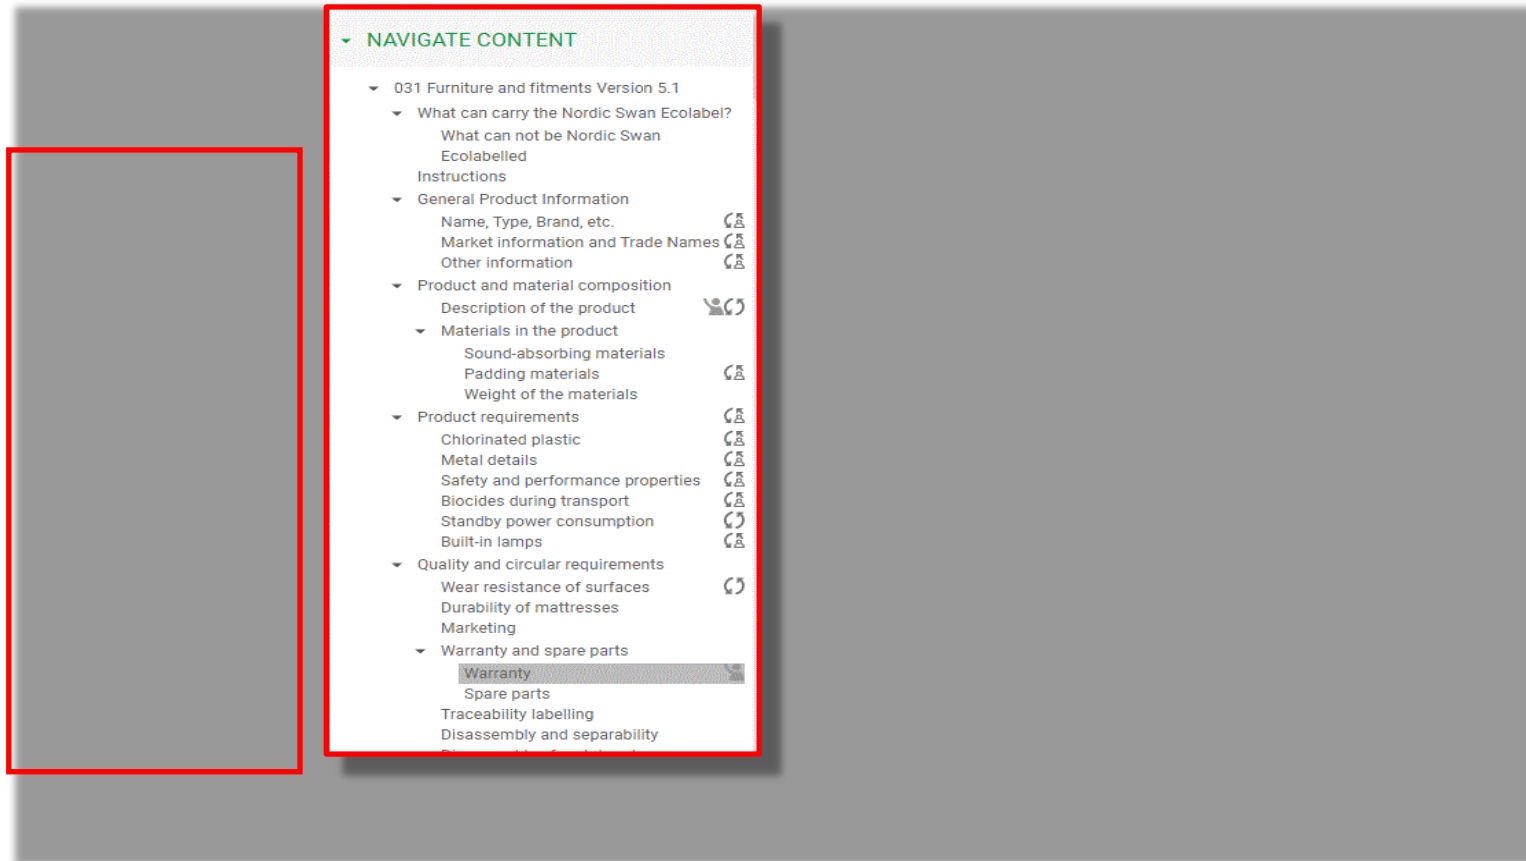 NAVIGATE CONTENT
031 Furniture and fitments Version 5.1
What can carry the Nordic Swan Ecolabel?
What can not be Nordic Swan
Ecolabelled
Instructions
General Product Information
Name, Type, Brand, etc.
Market information and Trade Names
Other information
Product and material composition
Description of the product
Materials in the product
Sound-absorbing materials
Padding materials
Weight of the materials
Product requirements
Chlorinated plastic
Metal details
Safety and performance properties
Biocides during transport
Standby power consumption
Built-in lamps
Quality and circular requirements
Wear resistance of surfaces
Durability of mattresses
Marketing
Warranty and spare parts
Warranty
Spare parts
Traceability labelling
Disassembly and separability